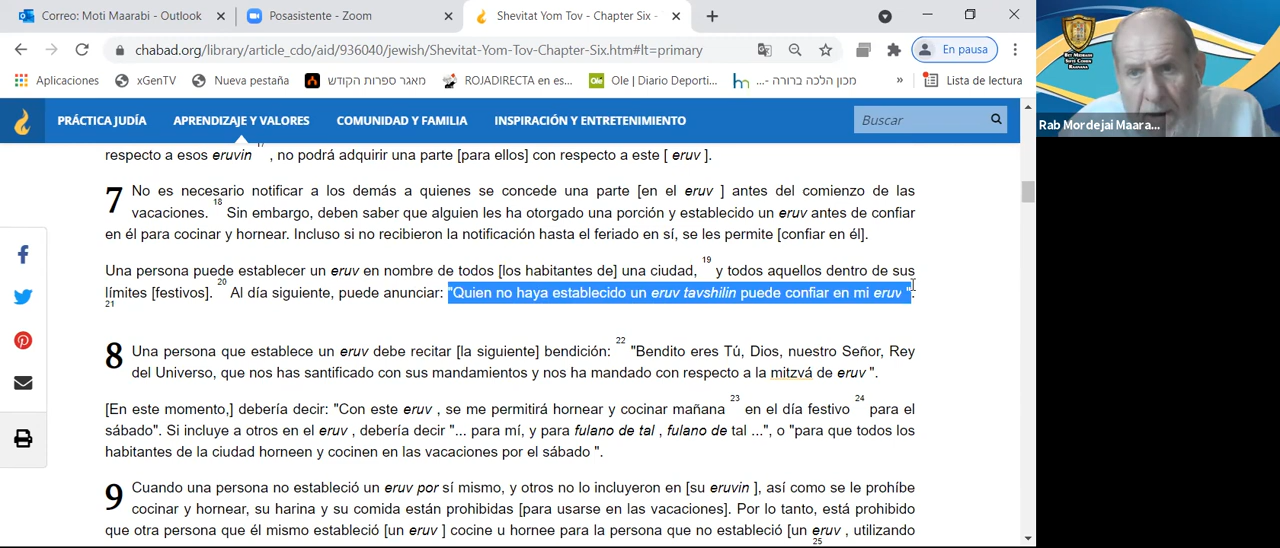 Correo: Moti Maarabi - Outlook
Posasistente - Zoom
Shevitat Yom Tov - Chapter Six -
chabad.org/library/article_cdo/aid/936040/jewish/Shevitat-Yom-Tov-Chapter-Six.htm#lt=primary
En pausa
Aplicaciones
xGenTV
Nueva pestaña
מאגר ספרות הקודש
ROJADIRECTA en es...
Ole | Diario Deporti...
מכון הלכה ברורה -...
»
Lista de lectura
PRÁCTICA JUDÍA
APRENDIZAJE Y VALORES
COMUNIDAD Y FAMILIA
INSPIRACIÓN Y ENTRETENIMIENTO
Buscar
BET MIDRASH
RAANANA
Rab Mordejai Maara...
respecto a esos eruvin 17 , no podrá adquirir una parte [para ellos] con respecto a este [ eruv ].
7 No es necesario notificar a los demás a quienes se concede una parte [en el eruv ] antes del comienzo de las
vacaciones. 18 Sin embargo, deben saber que alguien les ha otorgado una porción y establecido un eruv antes de confiar
en él para cocinar y hornear. Incluso si no recibieron la notificación hasta el feriado en sí, se les permite [confiar en él].
Una persona puede establecer un eruv en nombre de todos [los habitantes de] una ciudad, 19 y todos aquellos dentro de sus
límites [festivos]. 20 Al día siguiente, puede anunciar: "Quien no haya establecido un eruv tavshilin puede confiar en mi eruv ".
21
8 Una persona que establece un eruv debe recitar [la siguiente] bendición: 22 "Bendito eres Tú, Dios, nuestro Señor, Rey
del Universo, que nos has santificado con sus mandamientos y nos ha mandado con respecto a la mitzvá de eruv ".
[En este momento,] debería decir: "Con este eruv , se me permitirá hornear y cocinar mañana 23 en el día festivo 24 para el
sábado". Si incluye a otros en el eruv , debería decir "... para mí, y para fulano de tal , fulano de tal ...", o "para que todos los
habitantes de la ciudad horneen y cocinen en las vacaciones por el sábado ".
9 Cuando una persona no estableció un eruv por sí mismo, y otros no lo incluyeron en [su eruvin ], así como se le prohíbe
cocinar y hornear, su harina y su comida están prohibidas [para usarse en las vacaciones]. Por lo tanto, está prohibido
que otra persona que él mismo estableció [un eruv ] cocine u hornee para la persona que no estableció [un eruv , utilizando
25